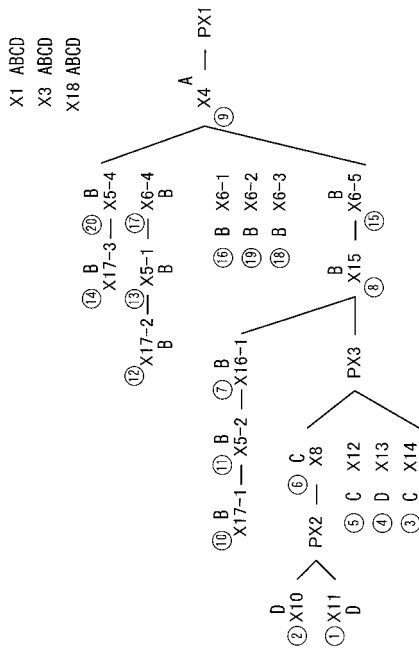 X1 ABCD
X3 ABCD
X18 ABCD
⑭ B ⑳ B
X17-3 X5-4
⑫ X17-2 ⑬ X5-1 ⑰ X6-4
B B B
A
X4 PX1
⑨
⑯ B X6-1
⑲ B X6-2
⑱ B X6-3
⑩ B ⑪ B ⑦ B
X17-1 X5-2 X16-1
B B
X15 X6-5
⑧ ⑮
PX3
⑥ C
PX2 X8
D
② X10
① X11
D
⑤ C X12
④ D X13
③ C X14